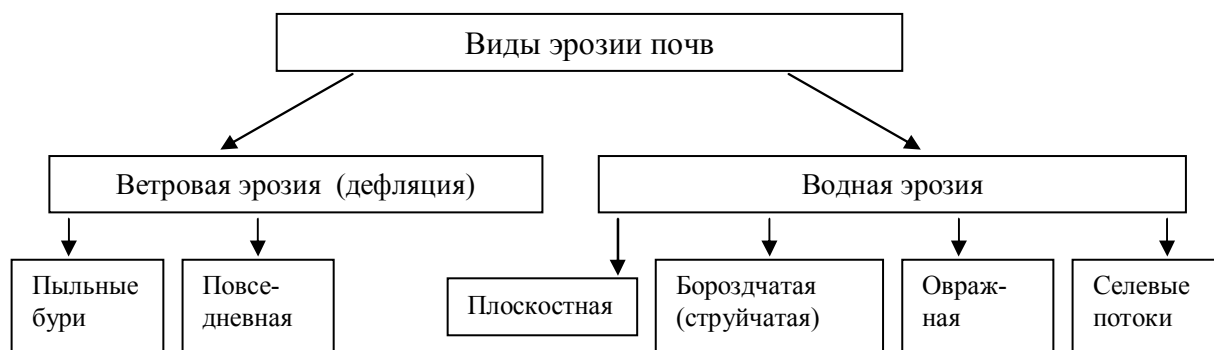 Виды эрозии почв
Ветровая эрозия (дефляция)
Водная эрозия
Пыльные
бури
Повсе-
дневная
Плоскостная
Бороздчатая
(струйчатая)
Овраж-
ная
Селевые
потоки